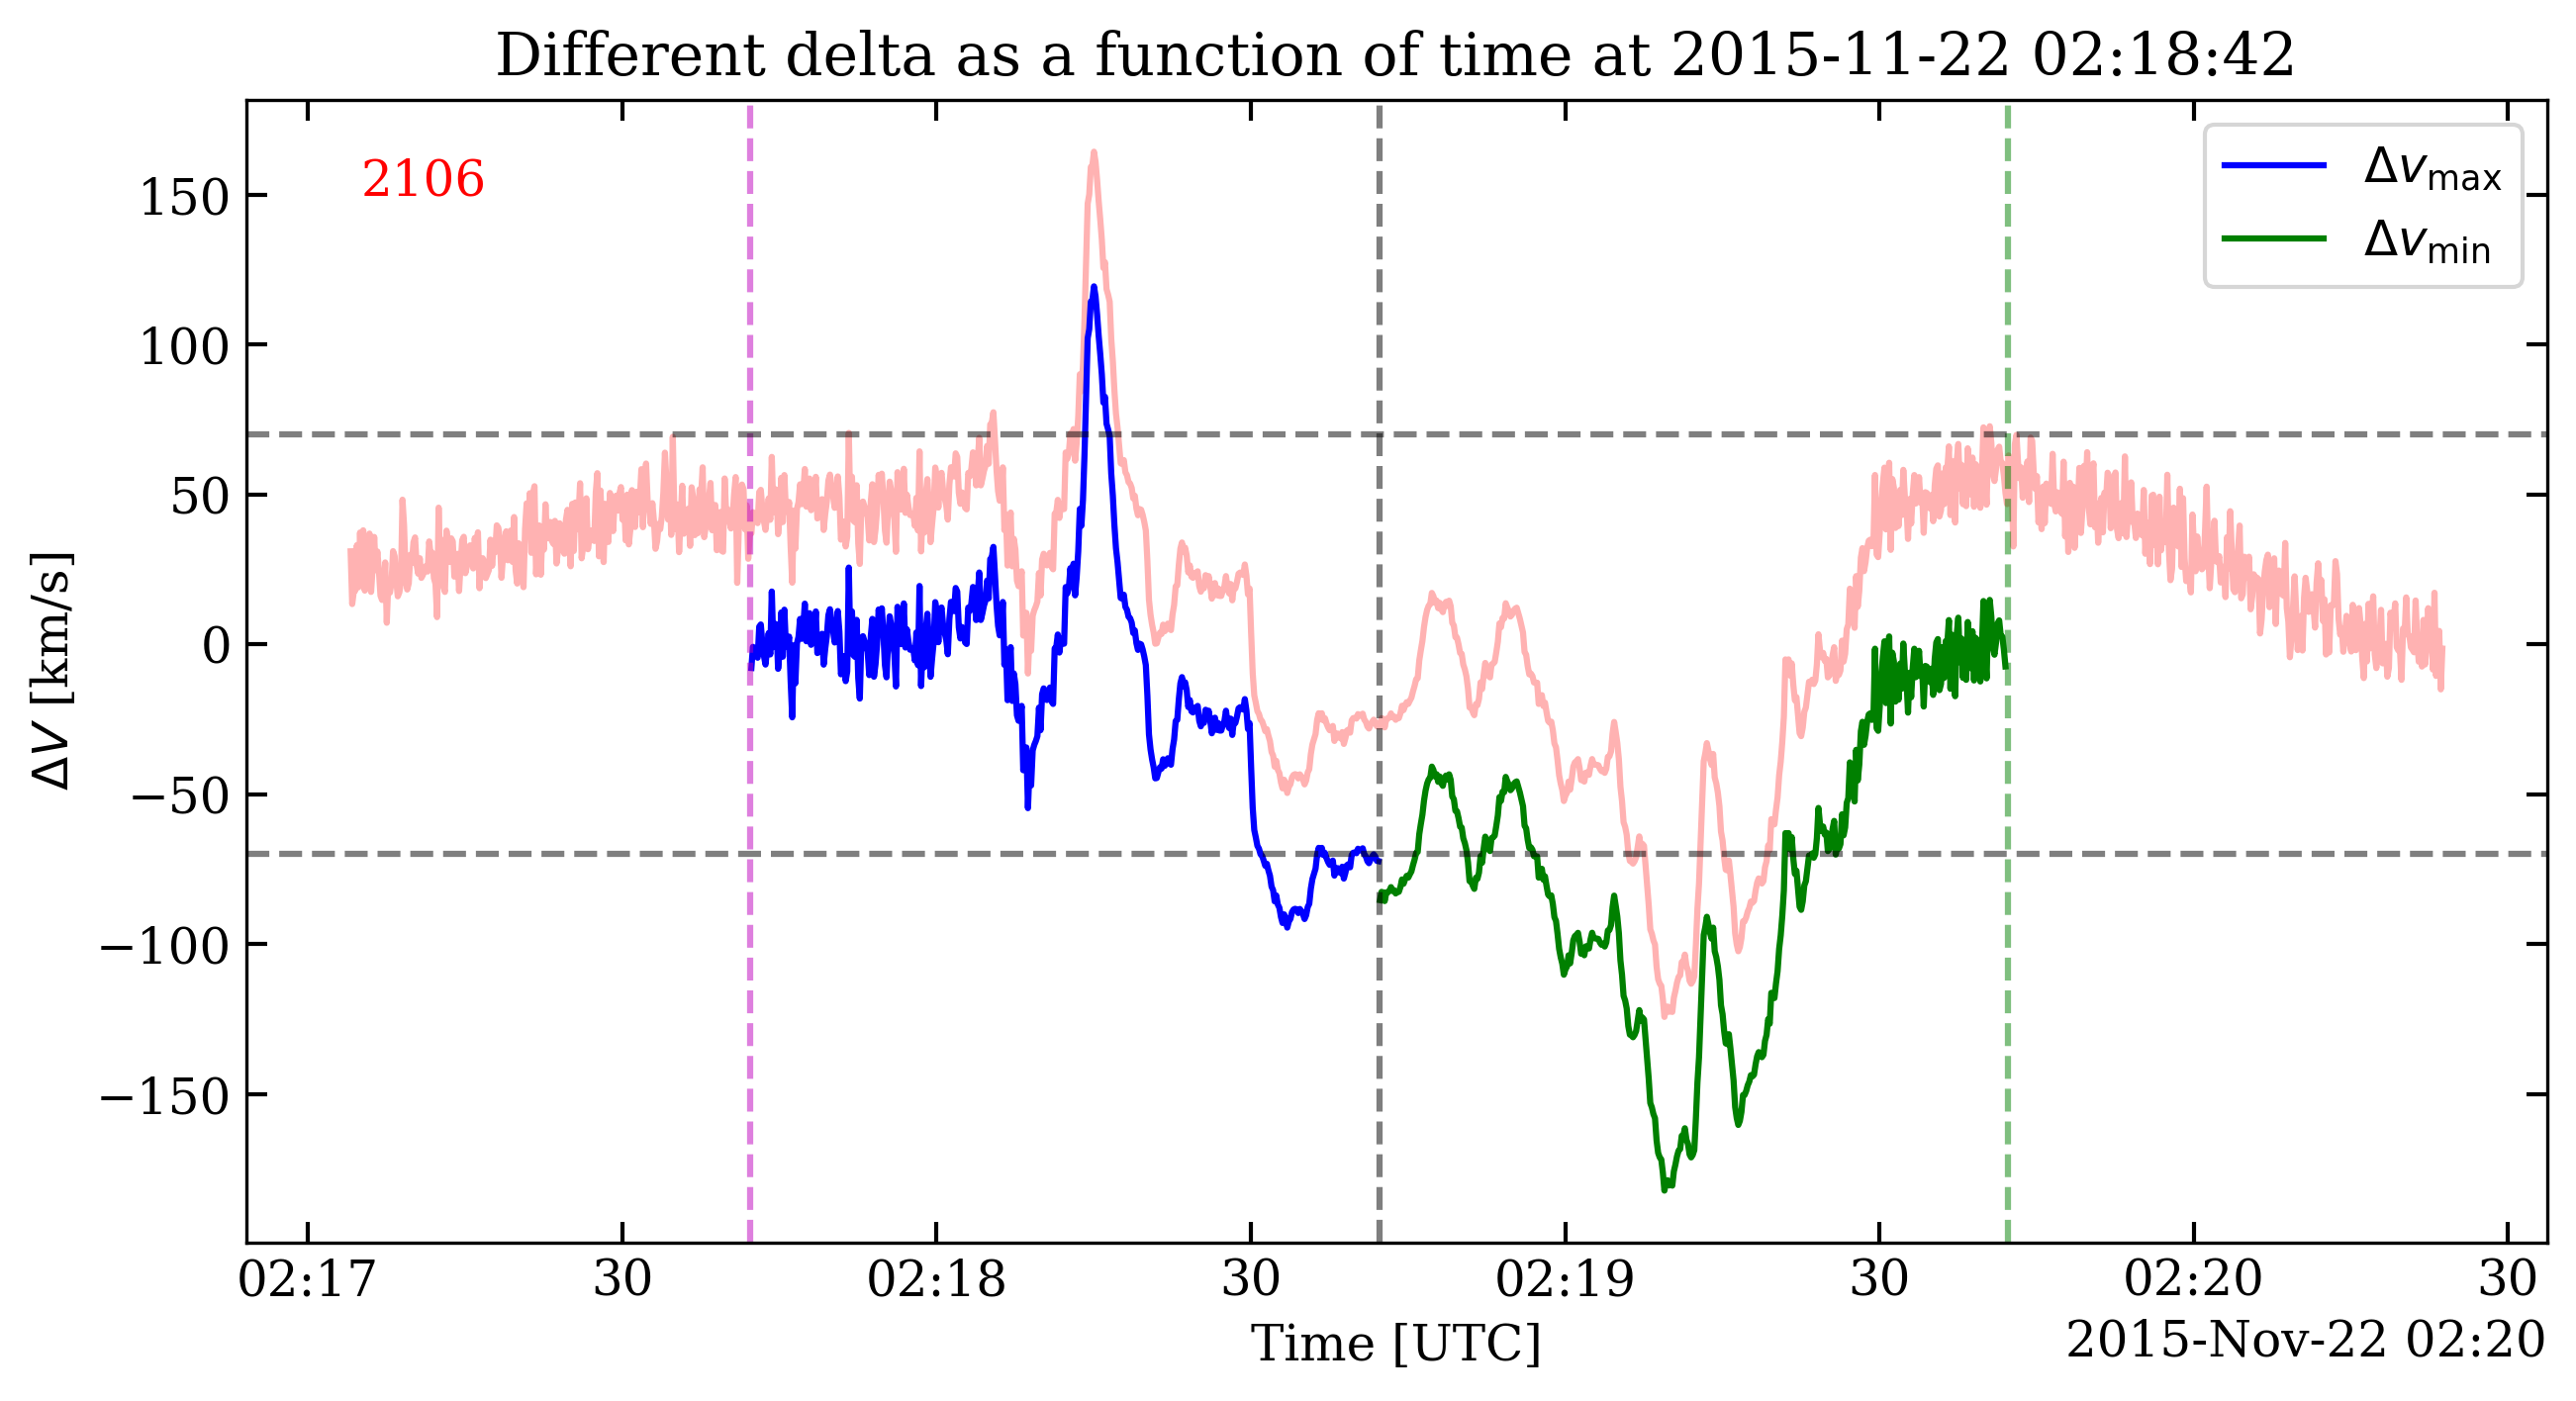 Different delta as a function of time at 2015-11-22 02:18:42
2106
Δv_max
Δv_min
150
100
50
0
−50
−100
−150
ΔV [km/s]
02:17 30 02:18 30 02:19 30 02:20 30
Time [UTC]
2015-Nov-22 02:20